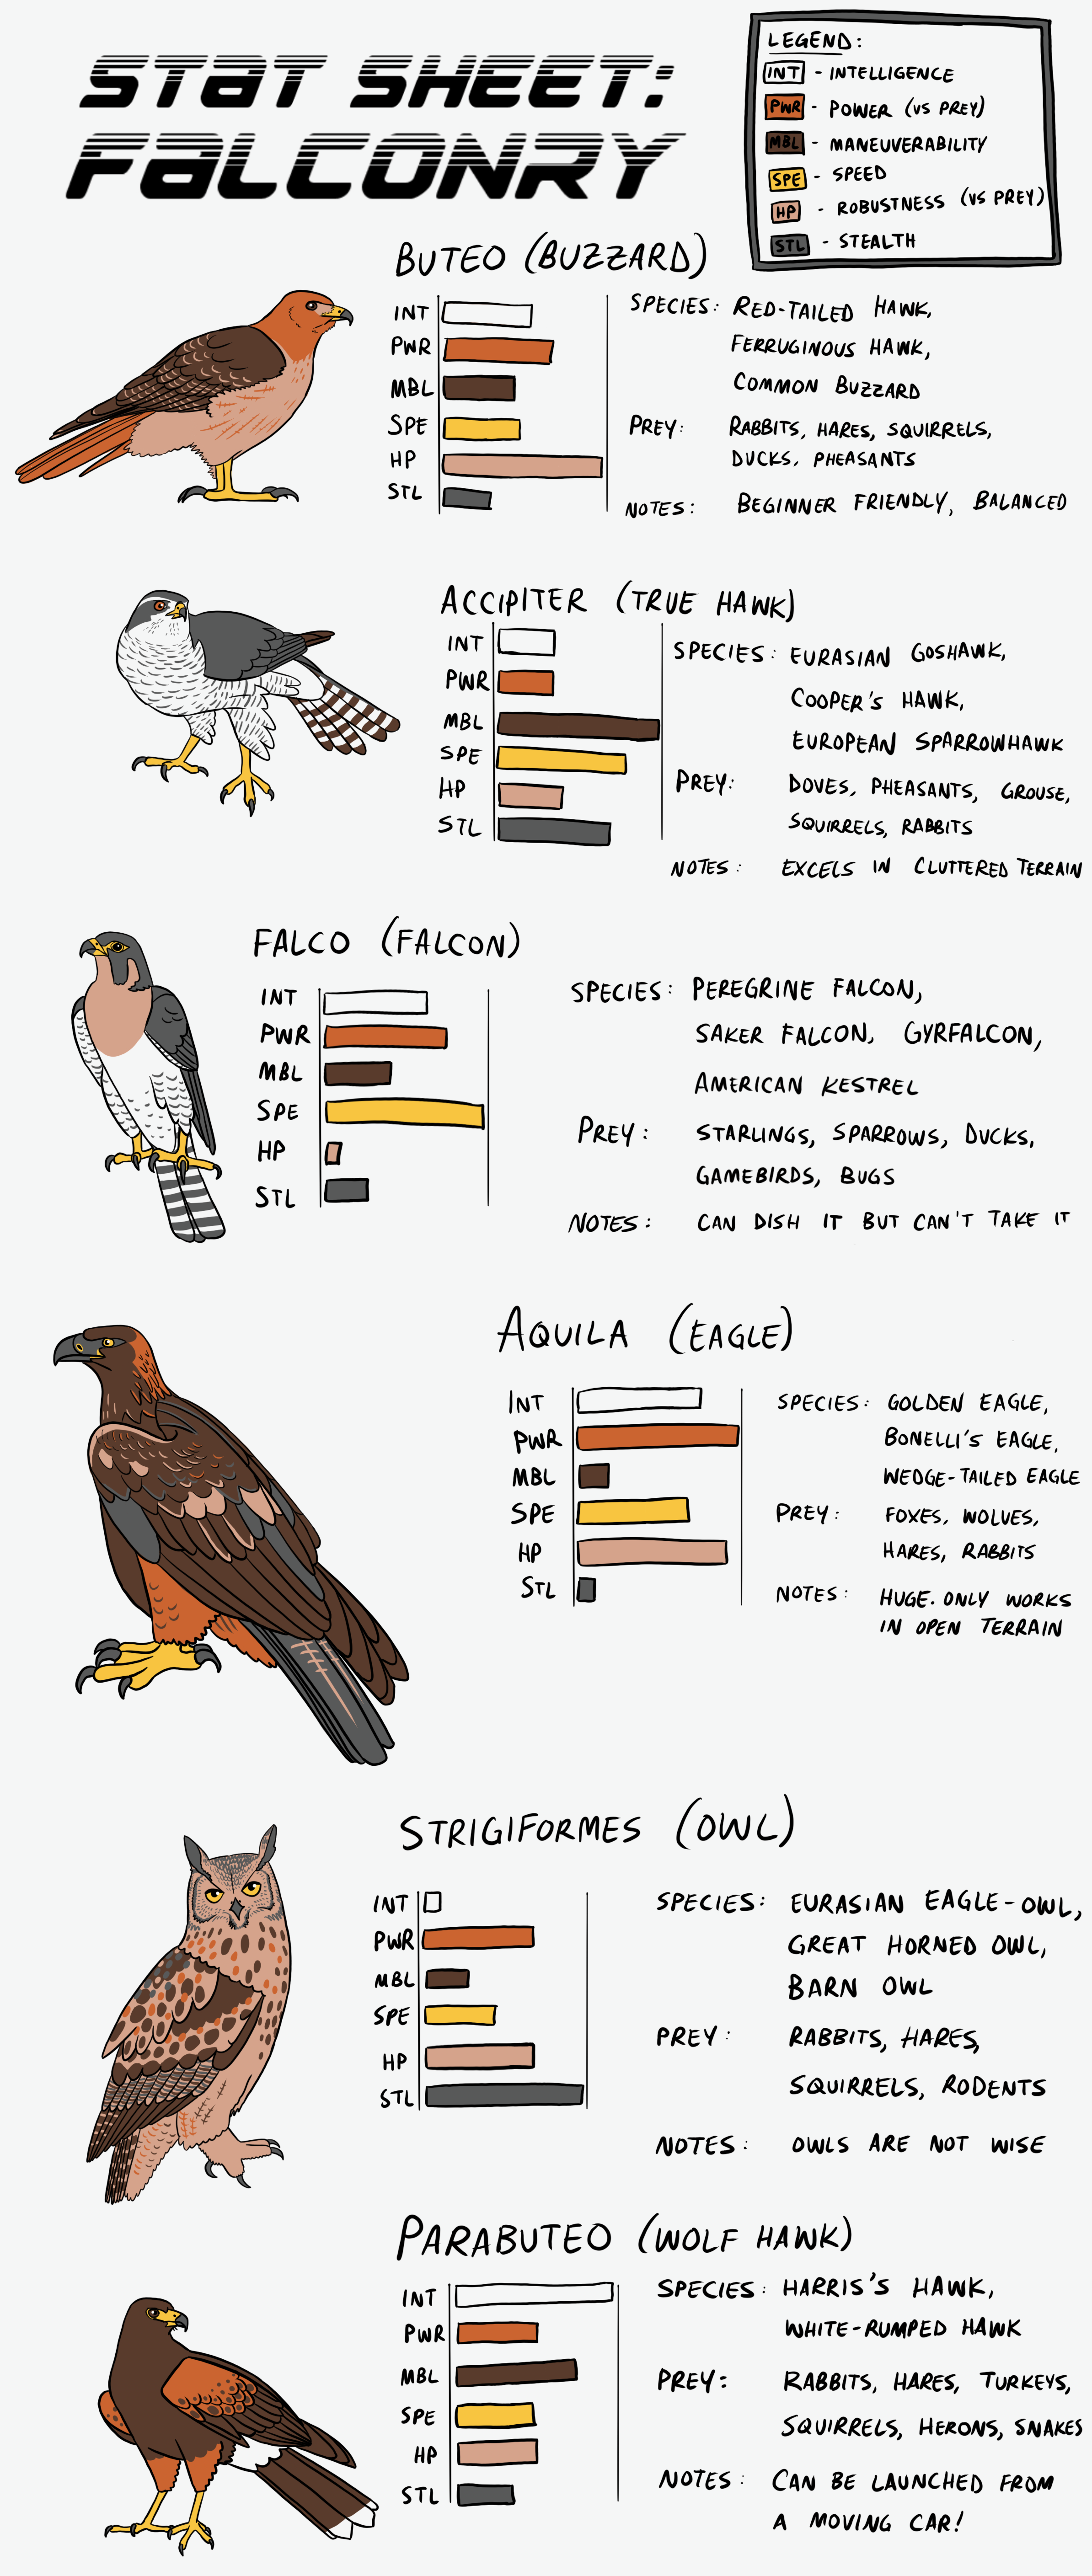 STAT SHEET:
FALCONRY
LEGEND:
INT - INTELLIGENCE
PWR - POWER (VS PREY)
MBL - MANEUVERABILITY
SPE - SPEED
HP - ROBUSTNESS (VS PREY)
STL - STEALTH
BUTEO (BUZZARD)
INT
PWR
MBL
SPE
HP
STL
SPECIES: RED-TAILED HAWK,
FERRUGINOUS HAWK,
COMMON BUZZARD
PREY: RABBITS, HARES, SQUIRRELS,
DUCKS, PHEASANTS
NOTES: BEGINNER FRIENDLY, BALANCED
ACCIPITER (TRUE HAWK)
INT
PWR
MBL
SPE
HP
STL
SPECIES: EURASIAN GOSHAWK,
COOPER'S HAWK,
EUROPEAN SPARROWHAWK
PREY: DOVES, PHEASANTS, GROUSE,
SQUIRRELS, RABBITS
NOTES: EXCELS IN CLUTTERED TERRAIN
FALCO (FALCON)
INT
PWR
MBL
SPE
HP
STL
SPECIES: PEREGRINE FALCON,
SAKER FALCON, GYRFALCON,
AMERICAN KESTREL
PREY: STARLINGS, SPARROWS, DUCKS,
GAMEBIRDS, BUGS
NOTES: CAN DISH IT BUT CAN'T TAKE IT
AQUILA (EAGLE)
INT
PWR
MBL
SPE
HP
STL
SPECIES: GOLDEN EAGLE,
BONELLI'S EAGLE,
WEDGE-TAILED EAGLE
PREY: FOXES, WOLVES,
HARES, RABBITS
NOTES: HUGE. ONLY WORKS
IN OPEN TERRAIN
STRIGIFORMES (OWL)
INT
PWR
MBL
SPE
HP
STL
SPECIES: EURASIAN EAGLE-OWL,
GREAT HORNED OWL,
BARN OWL
PREY: RABBITS, HARES,
SQUIRRELS, RODENTS
NOTES: OWLS ARE NOT WISE
PARABUTEO (WOLF HAWK)
INT
PWR
MBL
SPE
HP
STL
SPECIES: HARRIS'S HAWK,
WHITE-RUMPED HAWK
PREY: RABBITS, HARES, TURKEYS,
SQUIRRELS, HERONS, SNAKES
NOTES: CAN BE LAUNCHED FROM
A MOVING CAR!